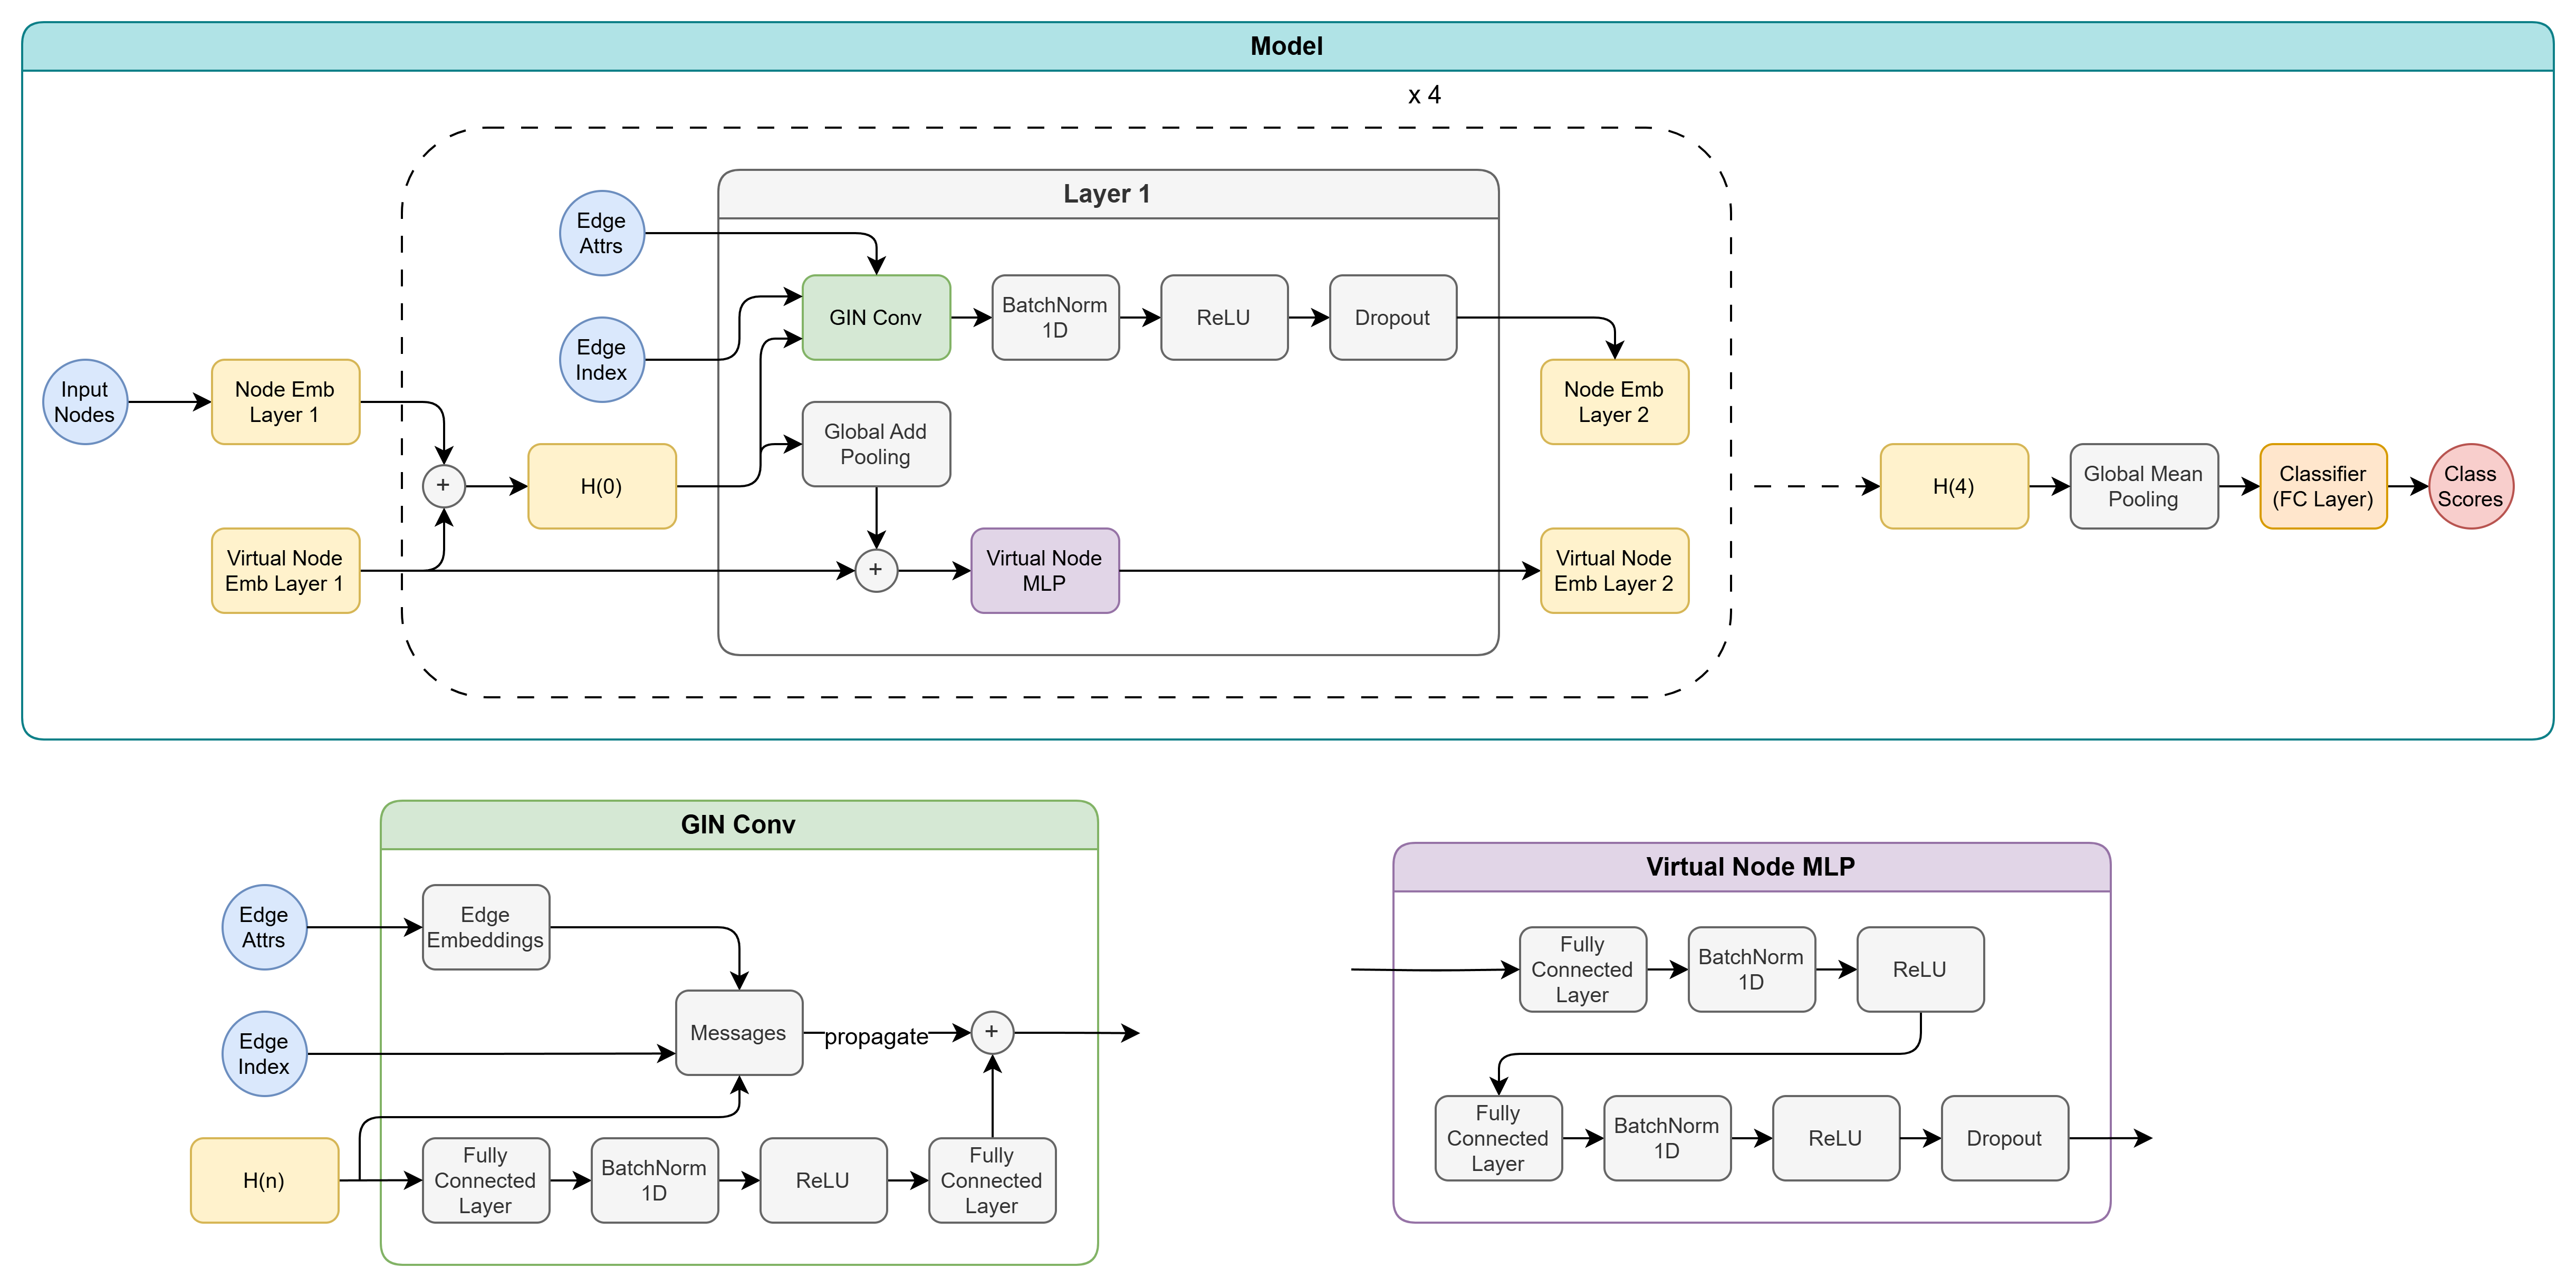 Model
x 4
Layer 1
Edge
Attrs
GIN Conv
BatchNorm
1D
ReLU
Dropout
Edge
Index
Input
Nodes
Node Emb
Layer 1
Node Emb
Layer 2
Global Add
Pooling
+
H(0)
H(4)
Global Mean
Pooling
Classifier
(FC Layer)
Class
Scores
Virtual Node
Emb Layer 1
+
Virtual Node
MLP
Virtual Node
Emb Layer 2
GIN Conv
Edge
Attrs
Edge
Embeddings
Edge
Index
Messages
propagate
+
H(n)
Fully
Connected
Layer
BatchNorm
1D
ReLU
Fully
Connected
Layer
Virtual Node MLP
Fully
Connected
Layer
BatchNorm
1D
ReLU
Fully
Connected
Layer
BatchNorm
1D
ReLU
Dropout